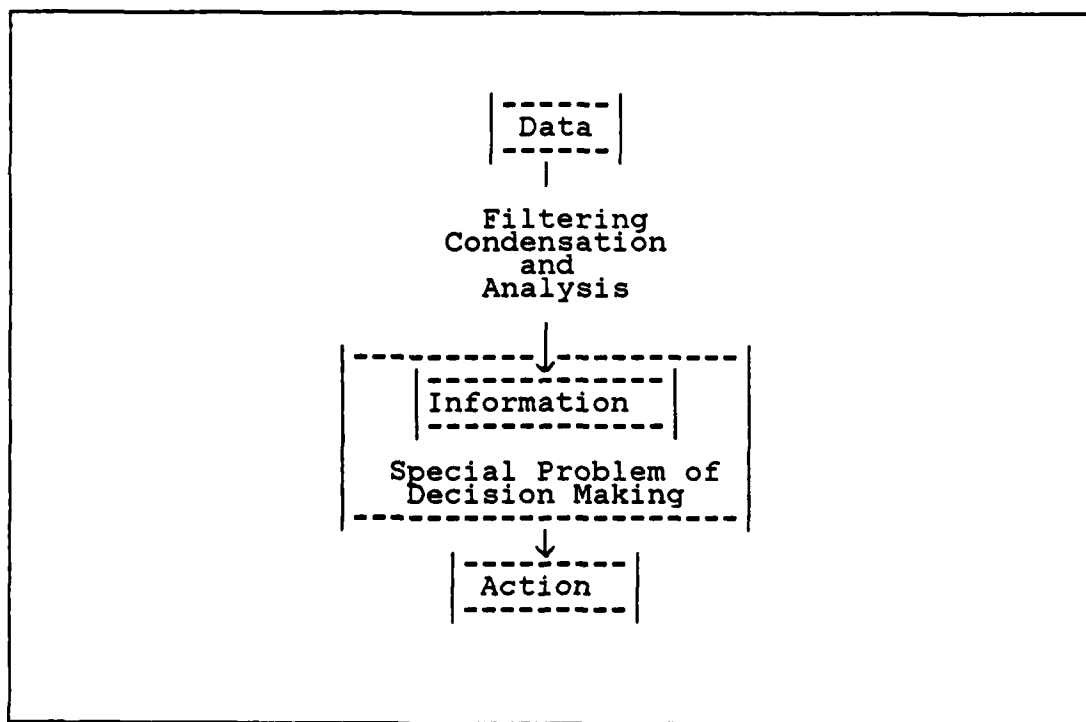 Data
Filtering
Condensation
and
Analysis
Information
Special Problem of
Decision Making
Action